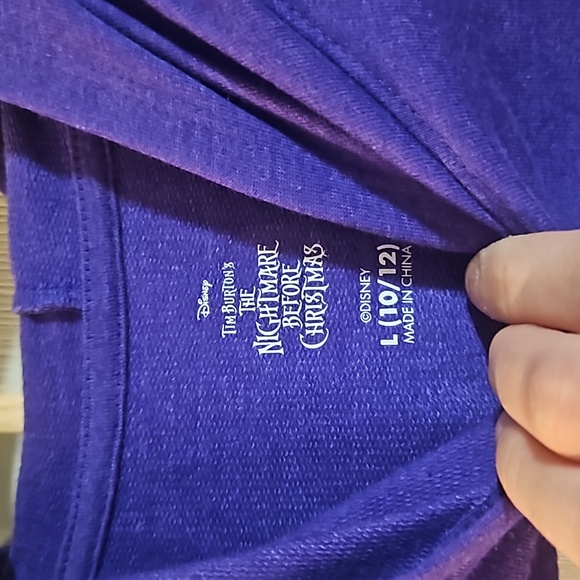 Disney
TIM BURTON'S
THE
NIGHTMARE
BEFORE
CHRISTMAS
©DISNEY
L (10/12)
MADE IN CHINA